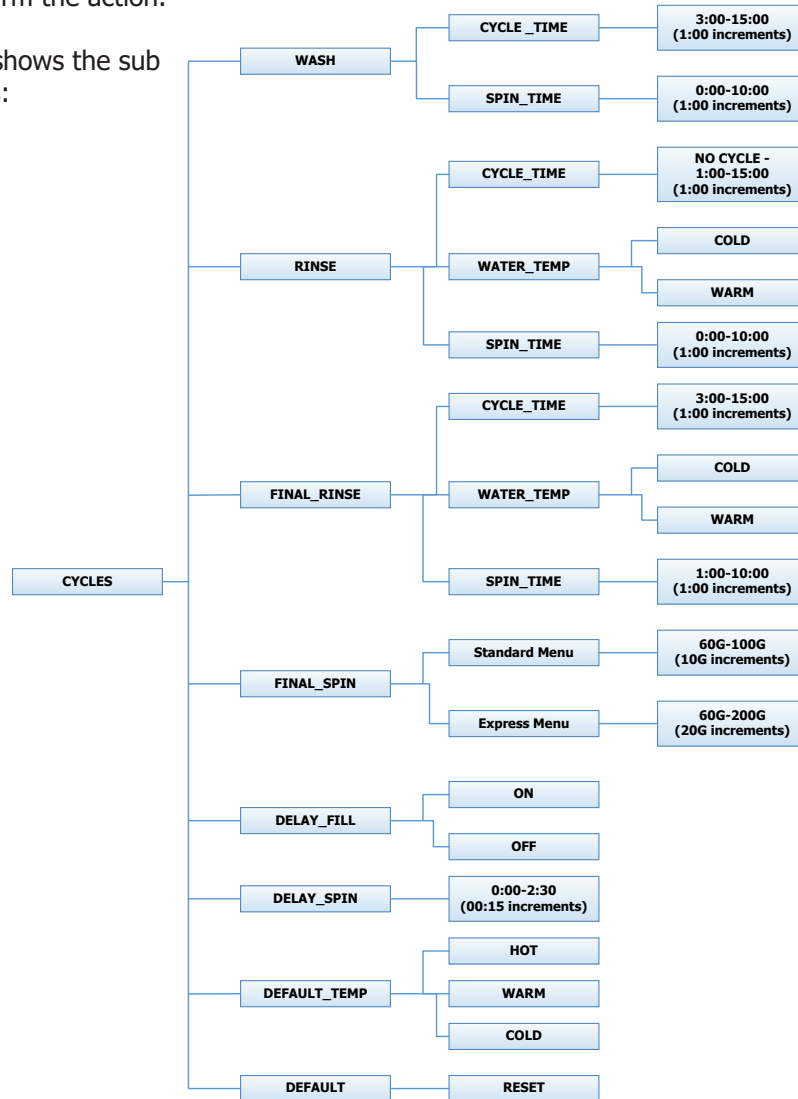 rm the action.
shows the sub
:
CYCLES
WASH
CYCLE _TIME
3:00-15:00
(1:00 increments)
SPIN_TIME
0:00-10:00
(1:00 increments)
RINSE
CYCLE_TIME
NO CYCLE -
1:00-15:00
(1:00 increments)
WATER_TEMP
COLD
WARM
SPIN_TIME
0:00-10:00
(1:00 increments)
FINAL_RINSE
CYCLE_TIME
3:00-15:00
(1:00 increments)
WATER_TEMP
COLD
WARM
SPIN_TIME
1:00-10:00
(1:00 increments)
FINAL_SPIN
Standard Menu
60G-100G
(10G increments)
Express Menu
60G-200G
(20G increments)
DELAY_FILL
ON
OFF
DELAY_SPIN
0:00-2:30
(00:15 increments)
DEFAULT_TEMP
HOT
WARM
COLD
DEFAULT
RESET